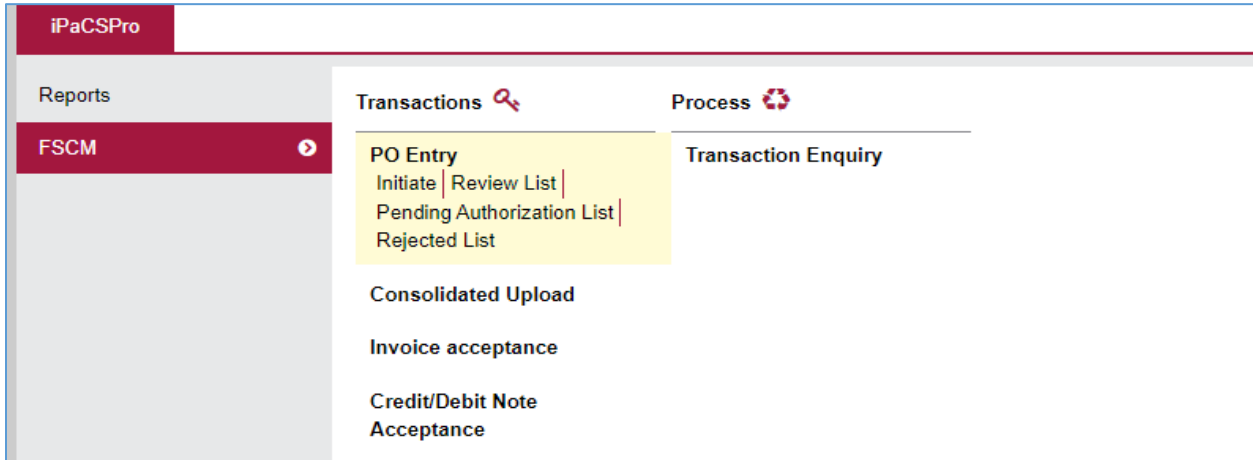 iPaCSPro
Reports
FSCM
Transactions
Process
PO Entry
Initiate | Review List |
Pending Authorization List |
Rejected List
Transaction Enquiry
Consolidated Upload
Invoice acceptance
Credit/Debit Note
Acceptance